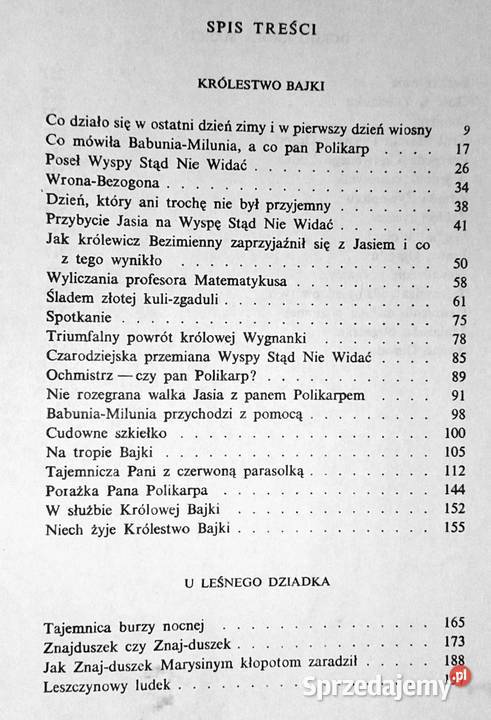 SPIS TREŚCI
KRÓLESTWO BAJKI
Co działo się w ostatni dzień zimy i w pierwszy dzień wiosny 9
Co mówiła Babunia-Milunia, a co pan Polikarp . . . . 17
Poseł Wyspy Stąd Nie Widać . . . . . . . . . . . 26
Wrona-Bezogona . . . . . . . . . . . . . . . . 34
Dzień, który ani trochę nie był przyjemny . . . . . . 38
Przybycie Jasia na Wyspę Stąd Nie Widać . . . . . . 41
Jak królewicz Bezimienny zaprzyjaźnił się z Jasiem i co
z tego wynikło . . . . . . . . . . . . . . . 50
Wyliczania profesora Matematykusa . . . . . . . . 58
Śladem złotej kuli-zgaduli . . . . . . . . . . . . 61
Spotkanie . . . . . . . . . . . . . . . . . . 75
Triumfalny powrót królowej Wygnanki . . . . . . . 78
Czarodziejska przemiana Wyspy Stąd Nie Widać . . . . 85
Ochmistrz — czy pan Polikarp? . . . . . . . . . . 89
Nie rozegrana walka Jasia z panem Polikarpem . . . . 91
Babunia-Milunia przychodzi z pomocą . . . . . . . 98
Cudowne szkiełko . . . . . . . . . . . . . . . 100
Na tropie Bajki . . . . . . . . . . . . . . . . 105
Tajemnicza Pani z czerwoną parasolką . . . . . . . 112
Porażka Pana Polikarpa . . . . . . . . . . . . . 144
W służbie Królowej Bajki . . . . . . . . . . . . 152
Niech żyje Królestwo Bajki . . . . . . . . . . . . 155
U LEŚNEGO DZIADKA
Tajemnica burzy nocnej . . . . . . . . . . . . . 165
Znajduszek czy Znaj-duszek . . . . . . . . . . . . 173
Jak Znaj-duszek Marysinym kłopotom zaradził . . . . . 188
Leszczynowy ludek . . . . . . . . . . . . . . .
Sprzedajemy.pl